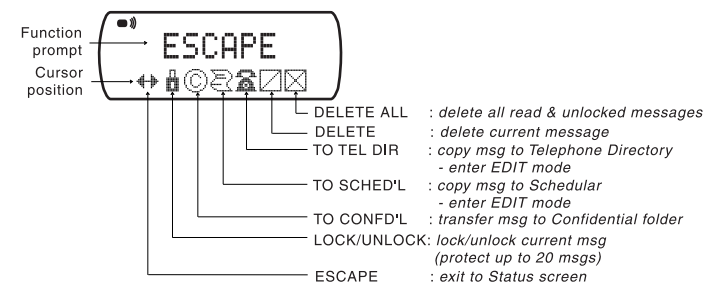 Function
prompt
ESCAPE
Cursor
position
DELETE ALL : delete all read & unlocked messages
DELETE : delete current message
TO TEL DIR : copy msg to Telephone Directory
- enter EDIT mode
TO SCHED'L : copy msg to Schedular
- enter EDIT mode
TO CONFD'L : transfer msg to Confidential folder
LOCK/UNLOCK: lock/unlock current msg
(protect up to 20 msgs)
ESCAPE : exit to Status screen